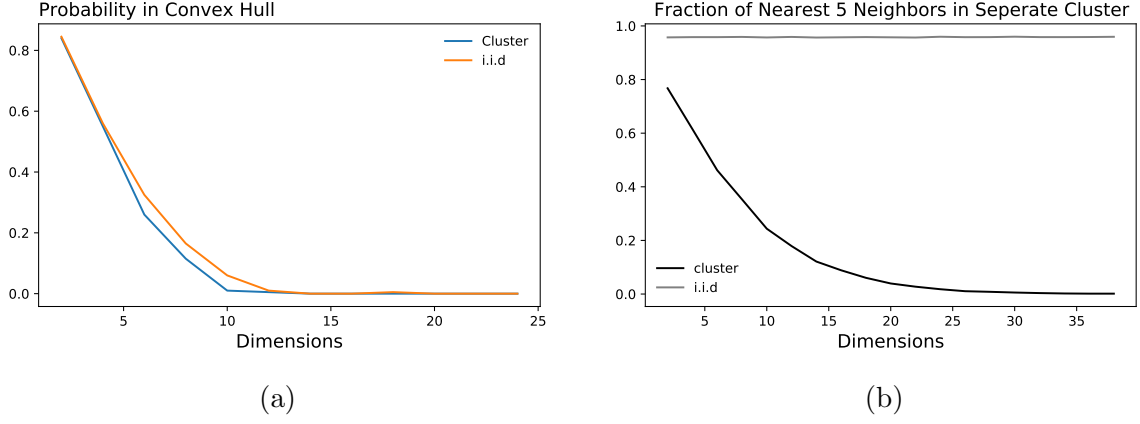 Probability in Convex Hull
0.8
0.6
0.4
0.2
0.0
Cluster
i.i.d
5
10
15
20
25
Dimensions
(a)
Fraction of Nearest 5 Neighbors in Seperate Cluster
1.0
0.8
0.6
0.4
0.2
0.0
cluster
i.i.d
5
10
15
20
25
30
35
Dimensions
(b)